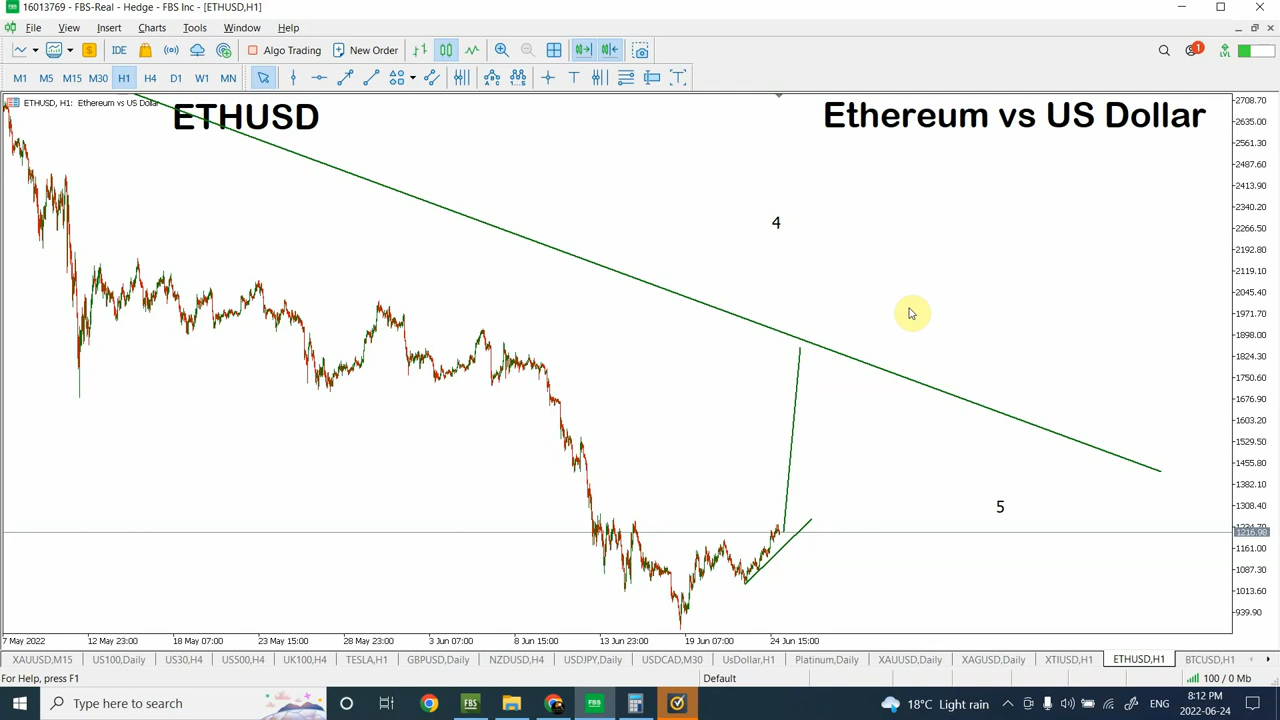 16013769 - FBS-Real - Hedge - FBS Inc - [ETHUSD,H1]
File View Insert Charts Tools Window Help
IDE Algo Trading New Order LVL 1
M1 M5 M15 M30 H1 H4 D1 W1 MN
ETHUSD, H1: Ethereum vs US Dollar
ETHUSD
Ethereum vs US Dollar
4
5
2708.70
2635.00
2561.30
2487.60
2413.90
2340.20
2266.50
2192.80
2119.10
2045.40
1971.70
1898.00
1824.30
1750.60
1676.90
1603.20
1529.50
1455.80
1382.10
1308.40
1216.98
1161.00
1087.30
1013.60
939.90
7 May 2022 12 May 23:00 18 May 07:00 23 May 15:00 28 May 23:00 3 Jun 07:00 8 Jun 15:00 13 Jun 23:00 19 Jun 07:00 24 Jun 15:00
XAUUSD,M15 US100,Daily US30,H4 US500,H4 UK100,H4 TESLA,H1 GBPUSD,Daily NZDUSD,H4 USDJPY,Daily USDCAD,M30 UsDollar,H1 Platinum,Daily XAUUSD,Daily XAGUSD,Daily XTIUSD,H1 ETHUSD,H1 BTCUSD,H1
For Help, press F1 Default 100 / 0 Mb
Type here to search FBS FBS 18°C Light rain ENG 8:12 PM
2022-06-24